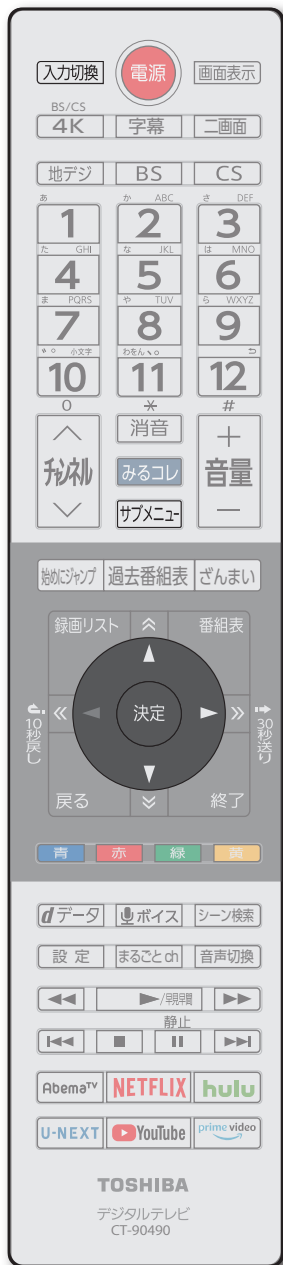 入力切換 電源 画面表示
BS/CS
4K 字幕 二画面
地デジ BS CS
あ か ABC さ DEF
1 2 3
た GHI な JKL は MNO
4 5 6
ま PQRS や TUV ら WXYZ
7 8 9
小文字 わをん、。
10 11 12
0 * #
消音
チャンネル みるコレ + 音量 -
サブメニュー
始めにジャンプ 過去番組表 ざんまい
録画リスト 番組表
10秒戻し 決定 30秒送り
戻る 終了
青 赤 緑 黄
dデータ ボイス シーン検索
設定 まるごとch 音声切換
静止
AbemaTV NETFLIX hulu
U-NEXT YouTube prime video
TOSHIBA
デジタルテレビ
CT-90490